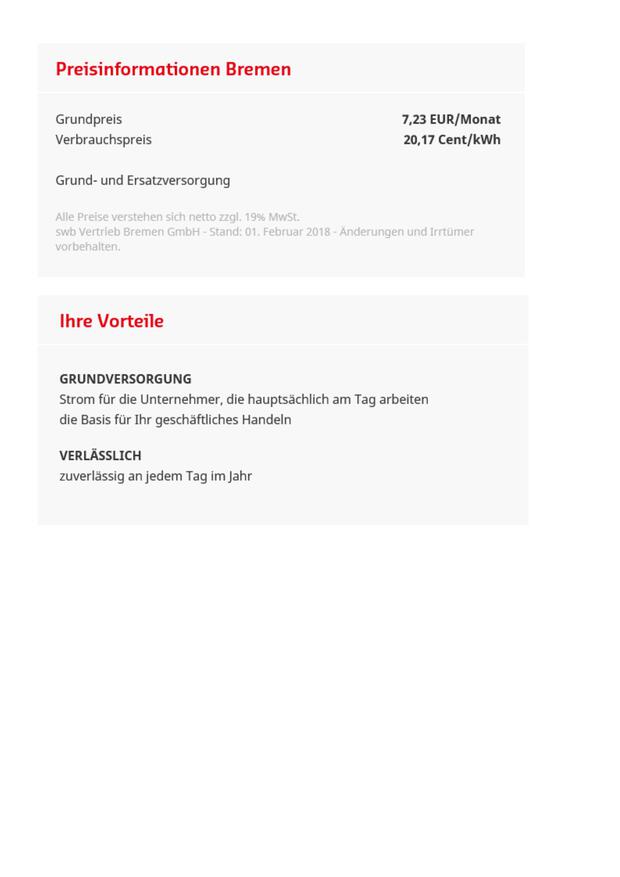 Preisinformationen Bremen
Grundpreis 7,23 EUR/Monat
Verbrauchspreis 20,17 Cent/kWh
Grund- und Ersatzversorgung
Alle Preise verstehen sich netto zzgl. 19% MwSt.
swb Vertrieb Bremen GmbH - Stand: 01. Februar 2018 - Änderungen und Irrtümer
vorbehalten.
Ihre Vorteile
GRUNDVERSORGUNG
Strom für die Unternehmer, die hauptsächlich am Tag arbeiten
die Basis für Ihr geschäftliches Handeln
VERLÄSSLICH
zuverlässig an jedem Tag im Jahr